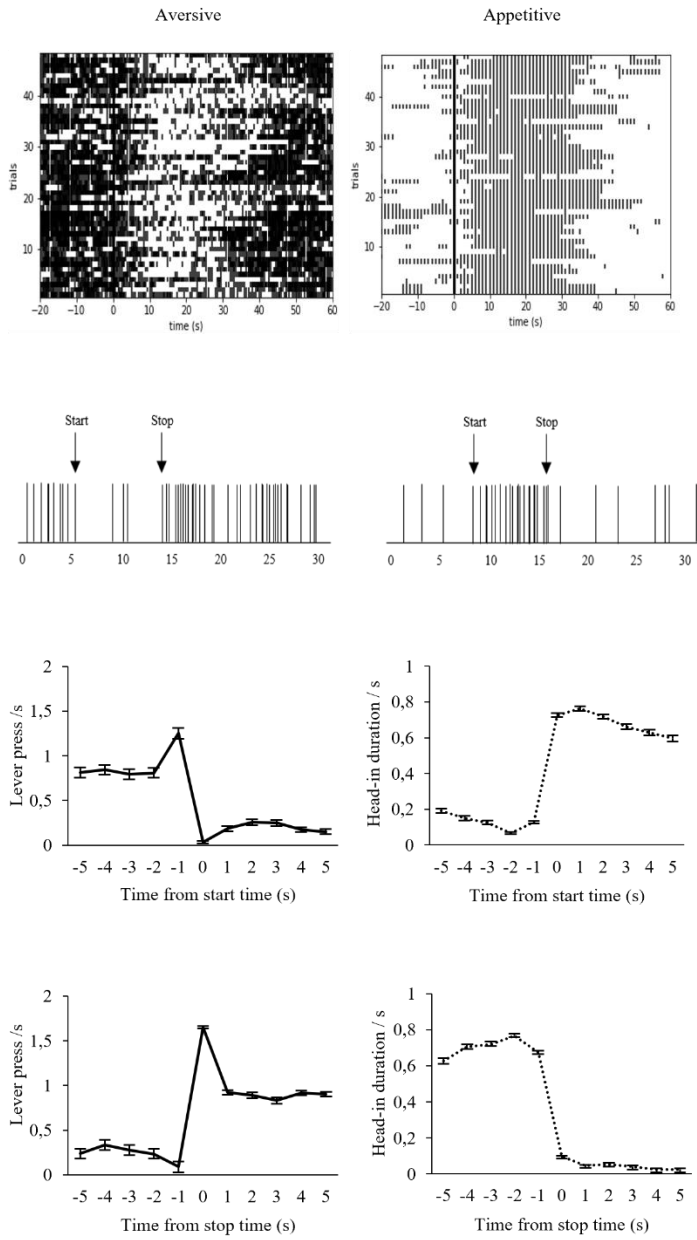 Aversive
Appetitive
trials
40
30
20
10
−20 −10 0 10 20 30 40 50 60
time (s)
trials
40
30
20
10
−20 −10 0 10 20 30 40 50 60
time (s)
Start Stop
0 5 10 15 20 25 30
Start Stop
0 5 10 15 20 25 30
Lever press /s
2
1,5
1
0,5
0
-5 -4 -3 -2 -1 0 1 2 3 4 5
Time from start time (s)
Head-in duration / s
1
0,8
0,6
0,4
0,2
0
-5 -4 -3 -2 -1 0 1 2 3 4 5
Time from start time (s)
Lever press /s
2
1,5
1
0,5
0
-5 -4 -3 -2 -1 0 1 2 3 4 5
Time from stop time (s)
Head-in duration / s
1
0,8
0,6
0,4
0,2
0
-5 -4 -3 -2 -1 0 1 2 3 4 5
Time from stop time (s)